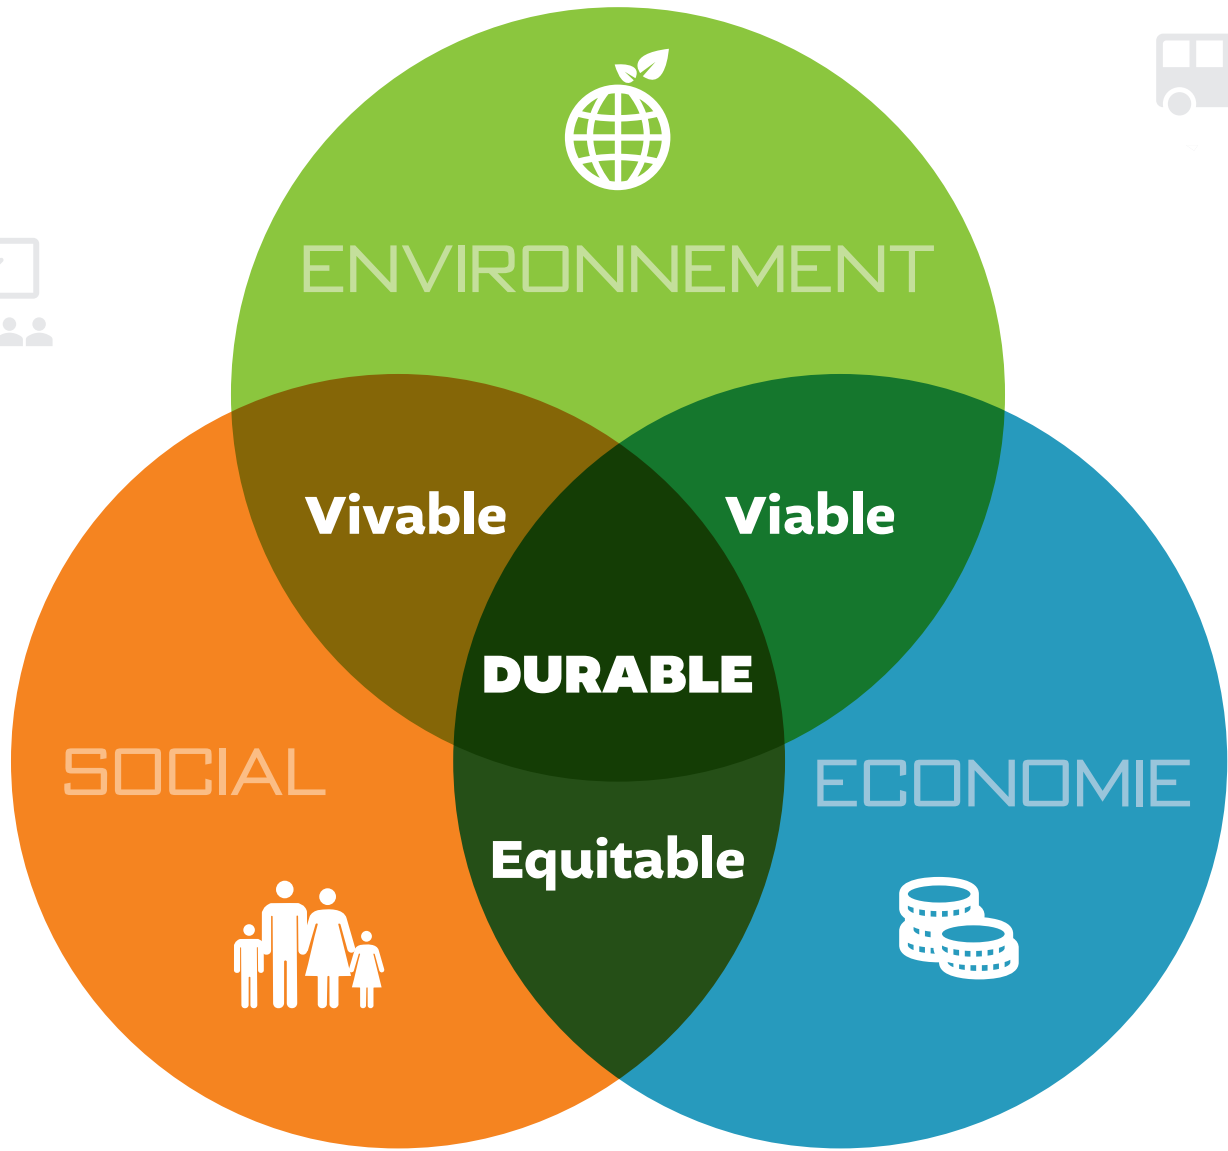 ENVIRONNEMENT
Vivable
Viable
DURABLE
SOCIAL
ECONOMIE
Equitable